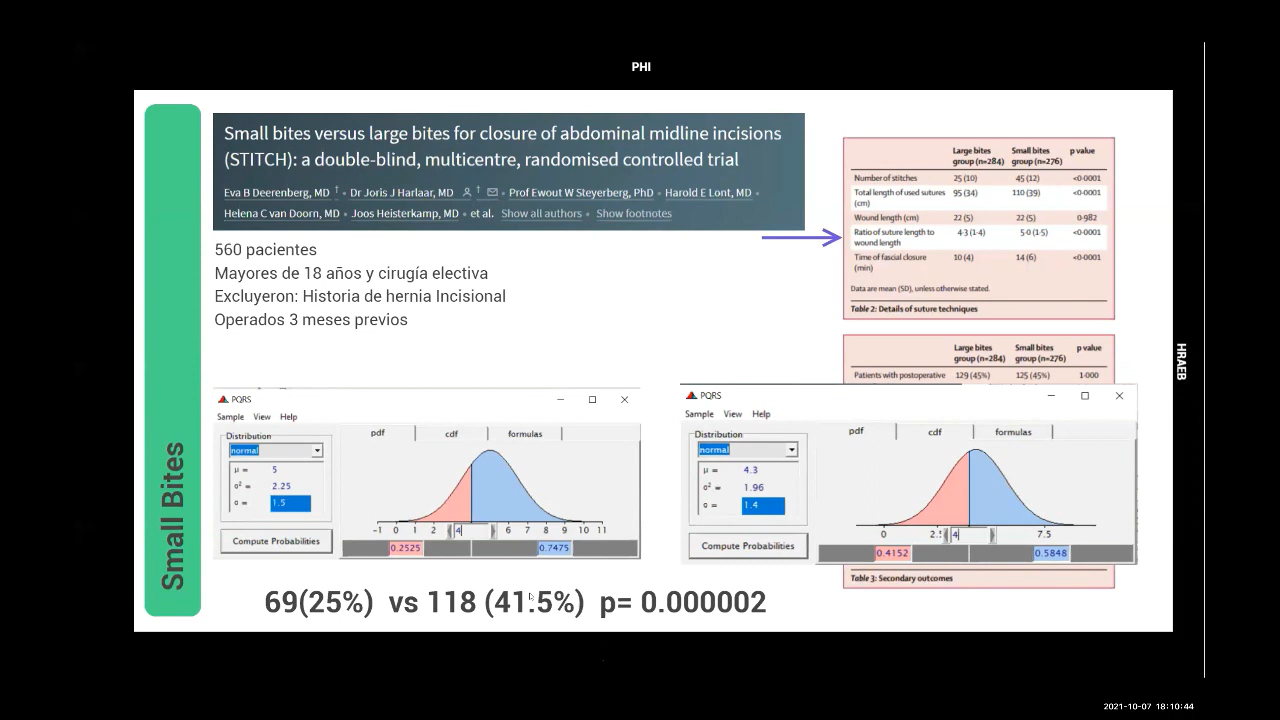 PHI
Small bites versus large bites for closure of abdominal midline incisions
(STITCH): a double-blind, multicentre, randomised controlled trial
Eva B Deerenberg, MD † • Dr Joris J Harlaar, MD † • Prof Ewout W Steyerberg, PhD • Harold E Lont, MD •
Helena C van Doorn, MD • Joos Heisterkamp, MD • et al. Show all authors • Show footnotes
560 pacientes
Mayores de 18 años y cirugía electiva
Excluyeron: Historia de hernia Incisional
Operados 3 meses previos
Small Bites
Large bites group (n=284) Small bites group (n=276) p value
Number of stitches 25 (10) 45 (12) <0·0001
Total length of used sutures (cm) 95 (34) 110 (39) <0·0001
Wound length (cm) 22 (5) 22 (5) 0·982
Ratio of suture length to wound length 4·3 (1·4) 5·0 (1·5) <0·0001
Time of fascial closure (min) 10 (4) 14 (6) <0·0001
Data are mean (SD), unless otherwise stated.
Table 2: Details of suture techniques
Large bites group (n=284) Small bites group (n=276) p value
Patients with postoperative 129 (45%) 125 (45%) 1·000
Table 3: Secondary outcomes
PQRS
Sample View Help
Distribution
normal
μ = 5
σ² = 2.25
σ = 1.5
Compute Probabilities
pdf cdf formulas
-1 0 1 2 4 6 7 8 9 10 11
0.2525 0.7475
PQRS
Sample View Help
Distribution
normal
μ = 4.3
σ² = 1.96
σ = 1.4
Compute Probabilities
pdf cdf formulas
0 2.5 4 7.5
0.4152 0.5848
69(25%) vs 118 (41.5%) p= 0.000002
HRAEB
2021-10-07 18:10:44